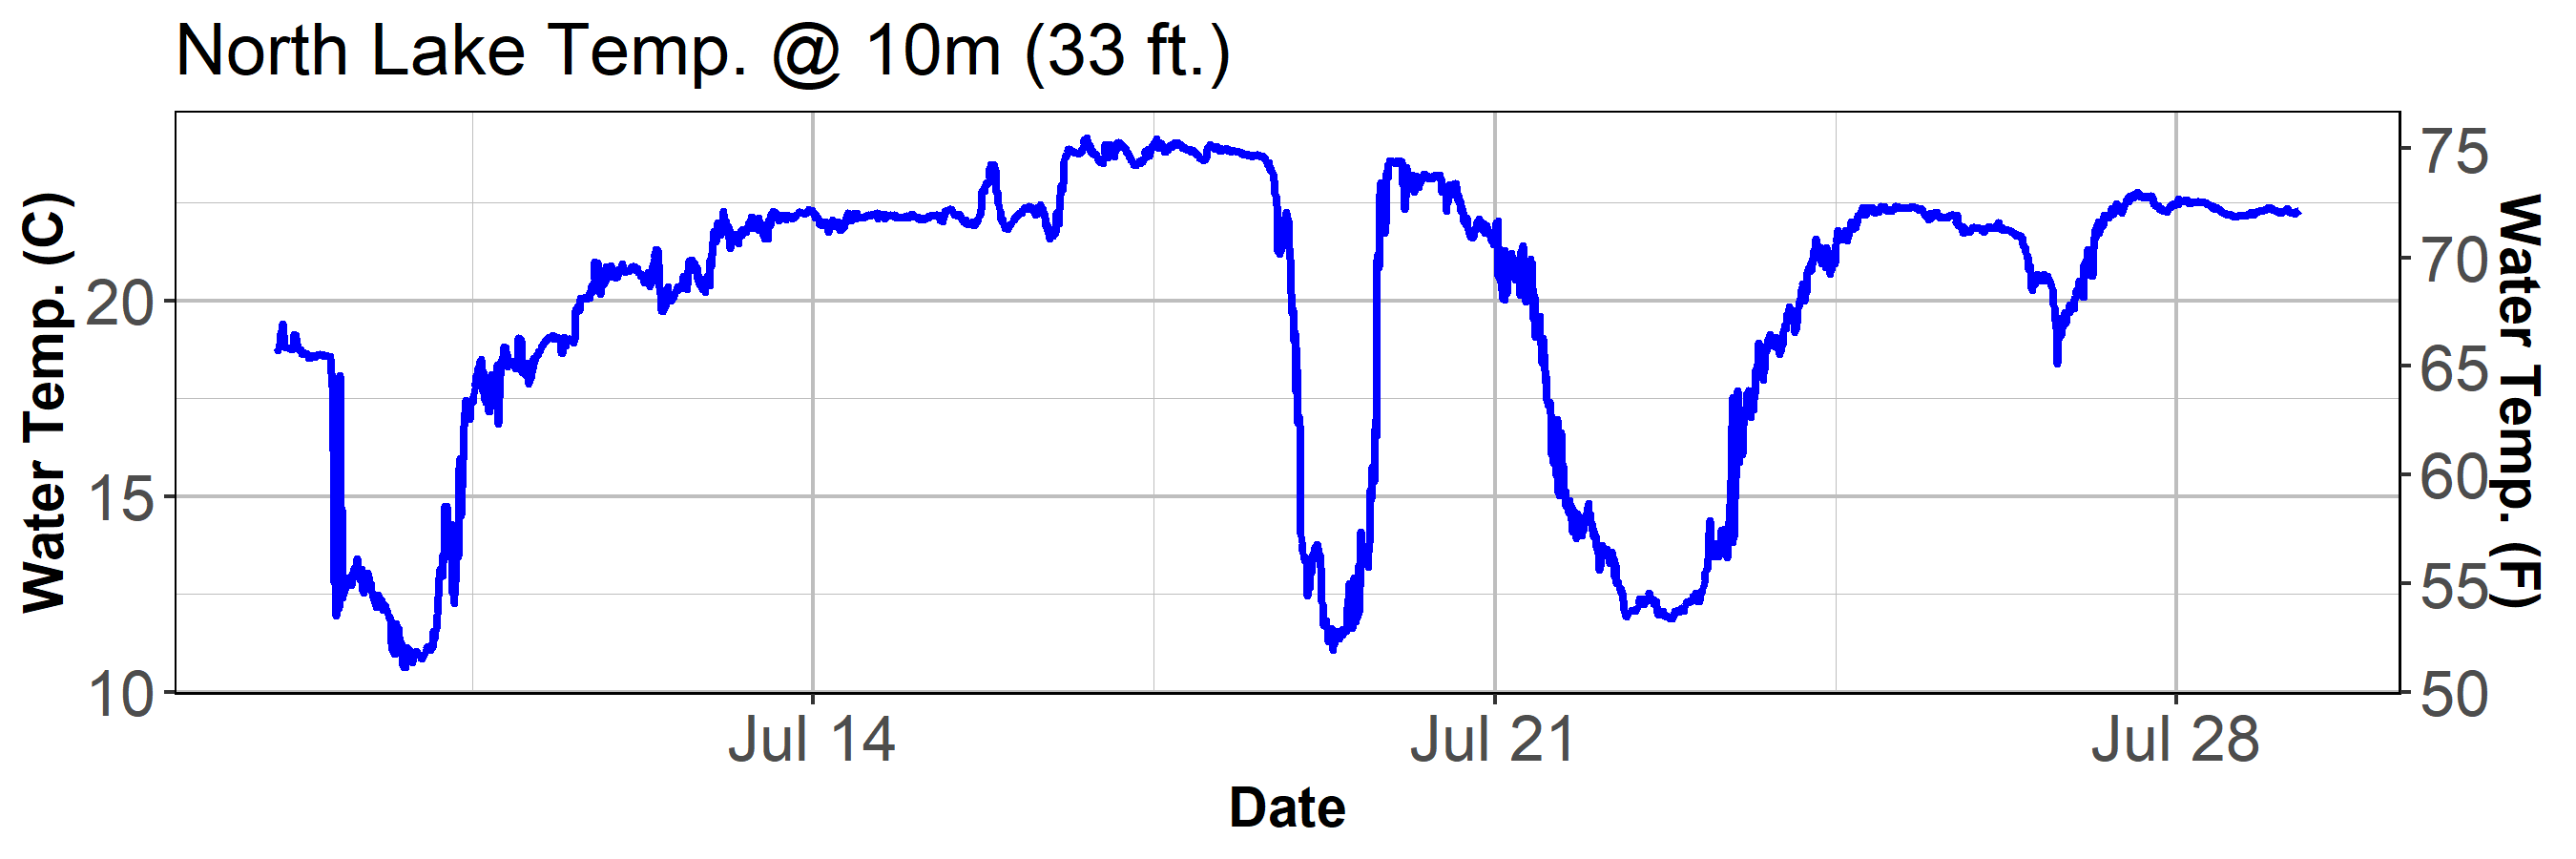 North Lake Temp. @ 10m (33 ft.)
Water Temp. (C)
20
15
10
75
70
65
60
55
50
Water Temp. (F)
Jul 14
Jul 21
Jul 28
Date